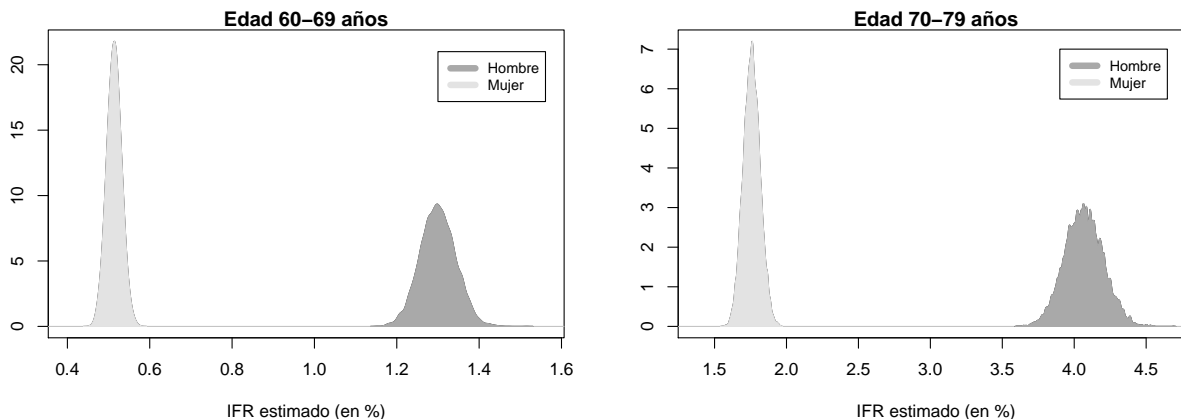 Edad 60–69 años
20
15
10
5
0
Hombre
Mujer
0.4 0.6 0.8 1.0 1.2 1.4 1.6
IFR estimado (en %)
Edad 70–79 años
7
6
5
4
3
2
1
0
Hombre
Mujer
1.5 2.0 2.5 3.0 3.5 4.0 4.5
IFR estimado (en %)